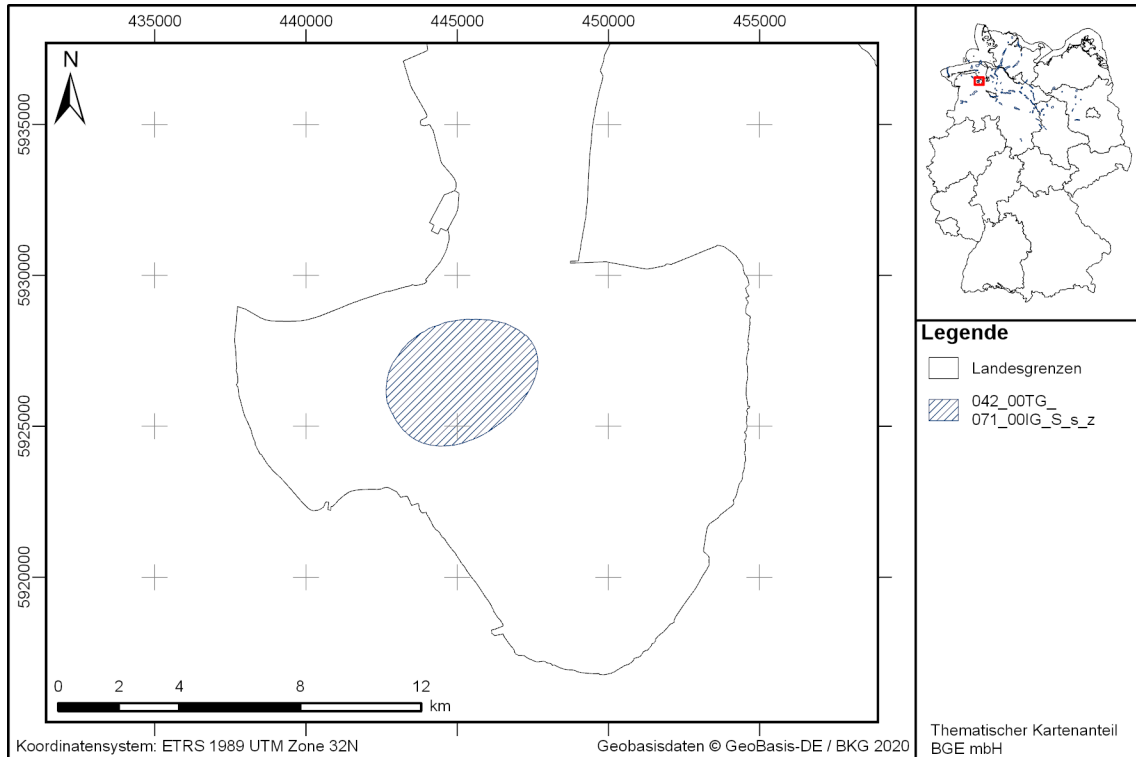 435000 440000 445000 450000 455000
N
5935000
5930000
5925000
5920000
0 2 4 8 12
km
Koordinatensystem: ETRS 1989 UTM Zone 32N
Geobasisdaten © GeoBasis-DE / BKG 2020
Legende
Landesgrenzen
042_00TG_
071_00IG_S_s_z
Thematischer Kartenanteil
BGE mbH